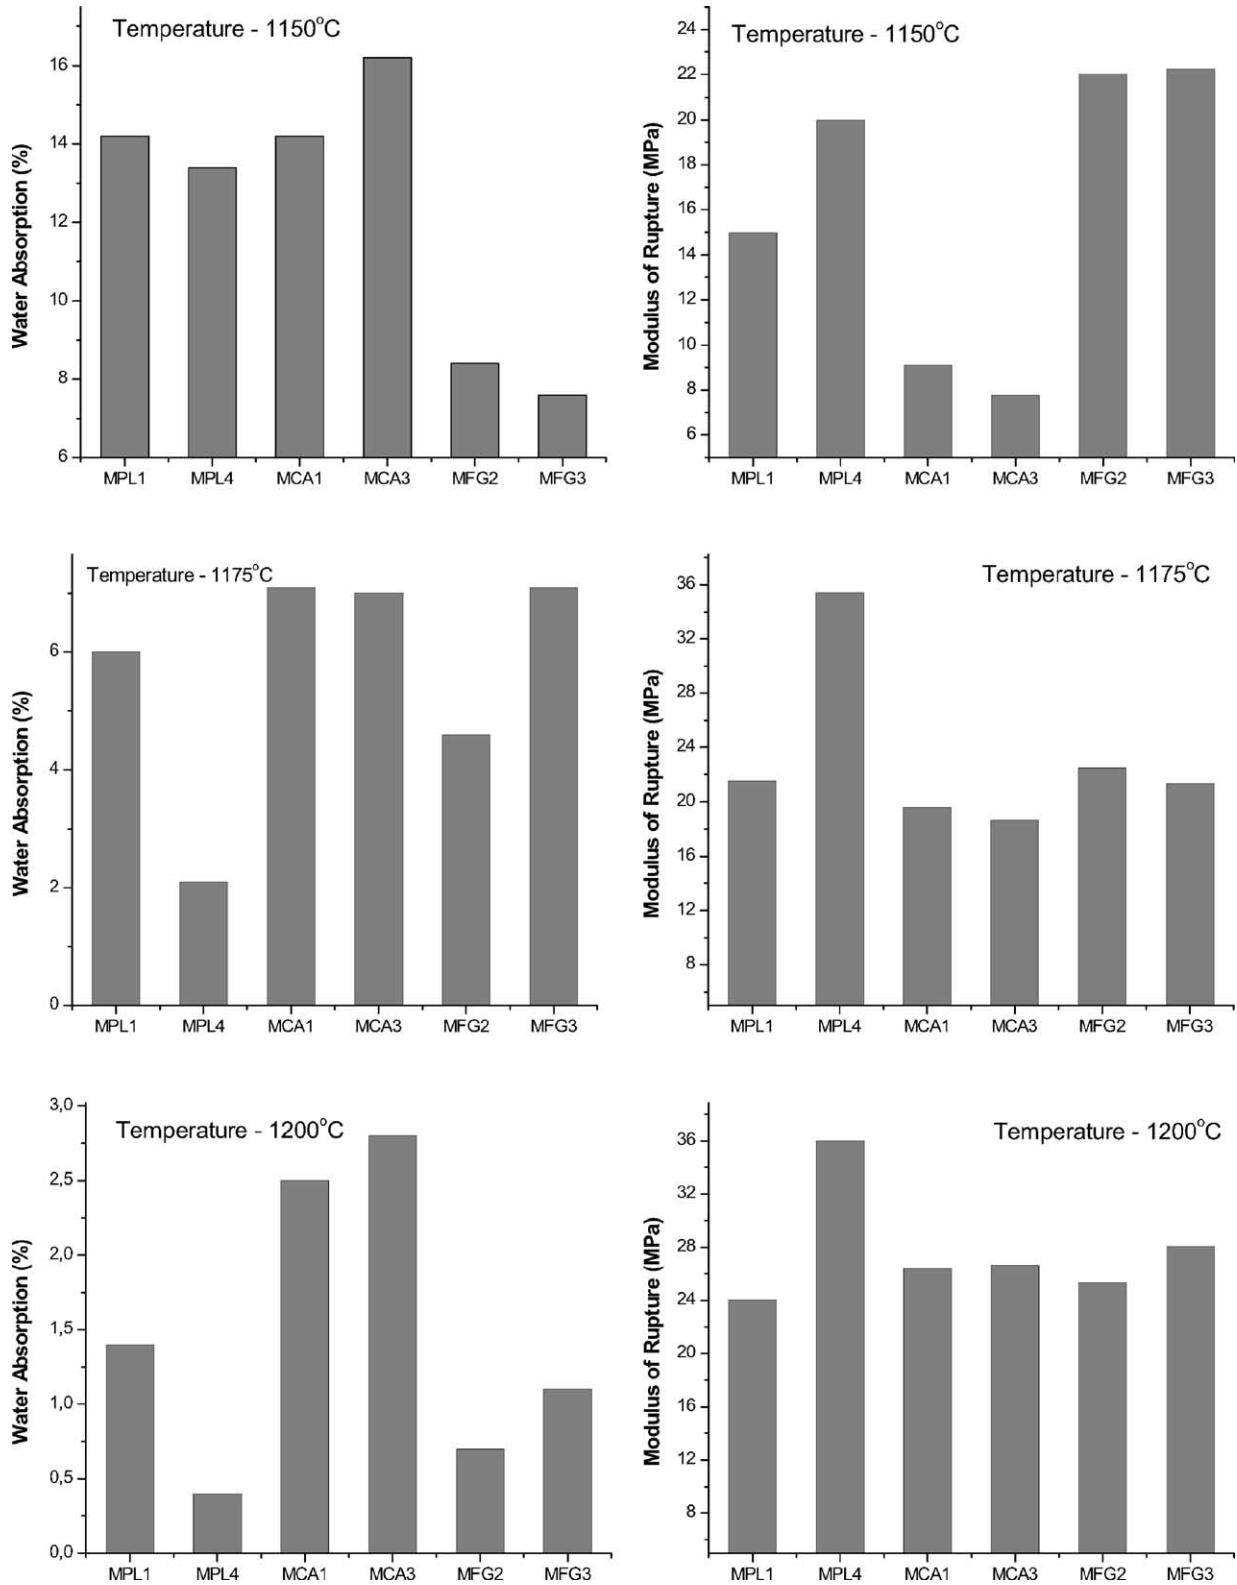 Temperature - 1150°C
Water Absorption (%)
16
14
12
10
8
6
MPL1 MPL4 MCA1 MCA3 MFG2 MFG3
Temperature - 1150°C
Modulus of Rupture (MPa)
24
22
20
18
16
14
12
10
8
6
MPL1 MPL4 MCA1 MCA3 MFG2 MFG3
Temperature - 1175°C
Water Absorption (%)
6
4
2
0
MPL1 MPL4 MCA1 MCA3 MFG2 MFG3
Temperature - 1175°C
Modulus of Rupture (MPa)
36
32
28
24
20
16
12
8
MPL1 MPL4 MCA1 MCA3 MFG2 MFG3
Temperature - 1200°C
Water Absorption (%)
3,0
2,5
2,0
1,5
1,0
0,5
0,0
MPL1 MPL4 MCA1 MCA3 MFG2 MFG3
Temperature - 1200°C
Modulus of Rupture (MPa)
36
32
28
24
20
16
12
8
MPL1 MPL4 MCA1 MCA3 MFG2 MFG3